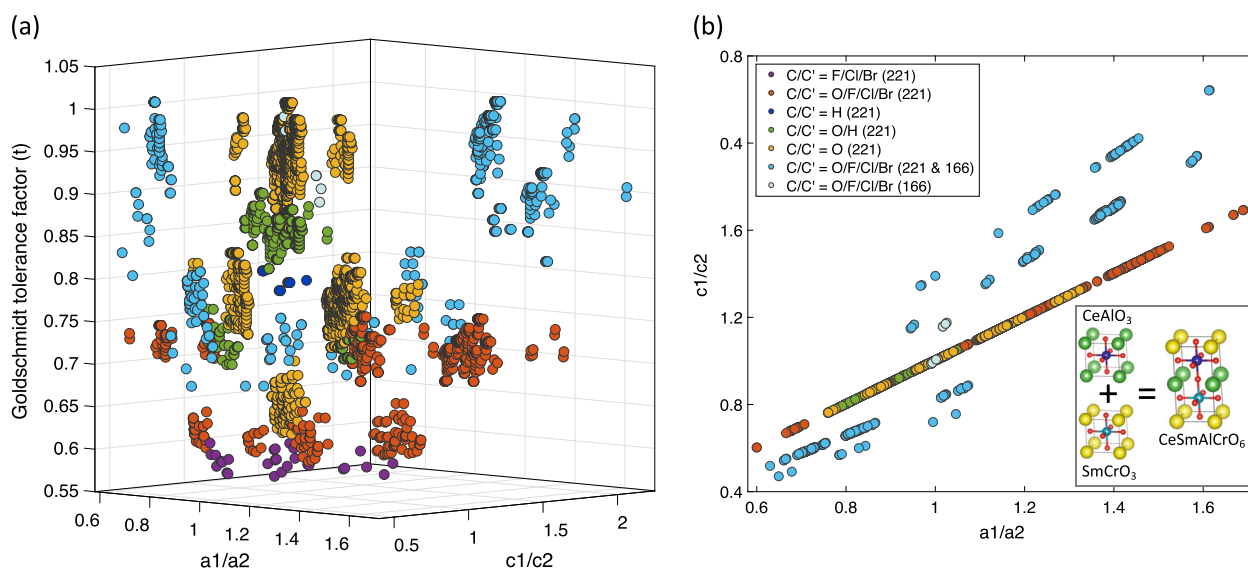 (a)
(b)
Goldschmidt tolerance factor (t)
1.05
1
0.95
0.9
0.85
0.8
0.75
0.7
0.65
0.6
0.55
0.6
0.8
1
1.2
1.4
1.6
a1/a2
0.5
1
1.5
2
c1/c2
c1/c2
0.8
0.4
1.6
1.2
0.8
0.4
C/C' = F/Cl/Br (221)
C/C' = O/F/Cl/Br (221)
C/C' = H (221)
C/C' = O/H (221)
C/C' = O (221)
C/C' = O/F/Cl/Br (221 & 166)
C/C' = O/F/Cl/Br (166)
CeAlO3
+
=
SmCrO3
CeSmAlCrO6
0.6
0.8
1
1.2
1.4
1.6
a1/a2